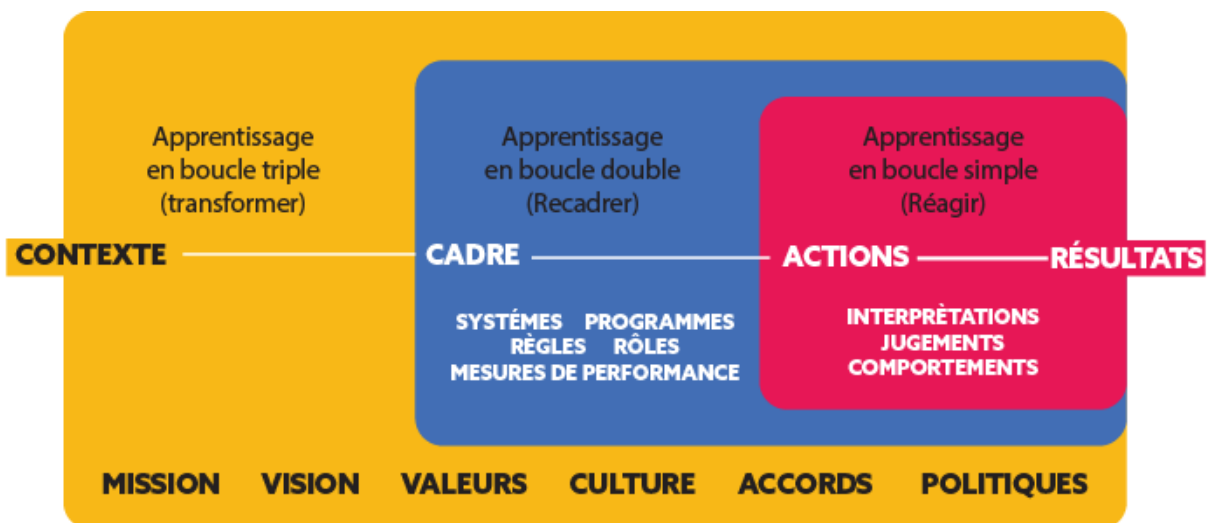 Apprentissage
en boucle triple
(transformer)
Apprentissage
en boucle double
(Recadrer)
Apprentissage
en boucle simple
(Réagir)
CONTEXTE
CADRE
ACTIONS
RÉSULTATS
SYSTÉMES PROGRAMMES
RÈGLES RÔLES
MESURES DE PERFORMANCE
INTERPRÈTATIONS
JUGEMENTS
COMPORTEMENTS
MISSION VISION VALEURS CULTURE ACCORDS POLITIQUES